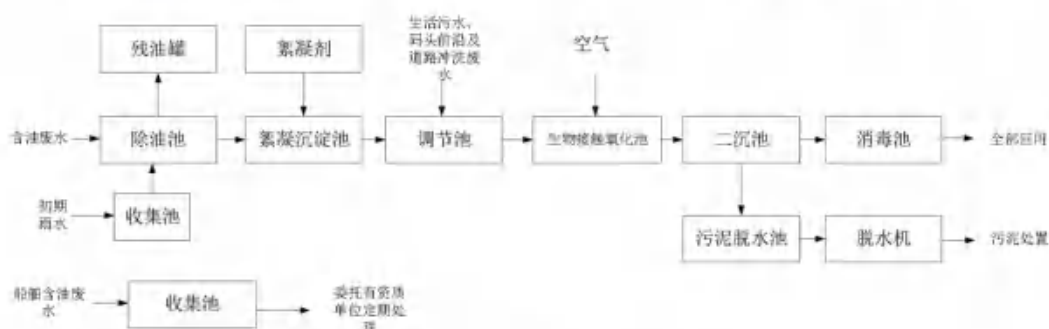 残油罐
絮凝剂
生活污水、
码头前沿及
道路冲洗废
水
空气
含油废水
除油池
絮凝沉淀池
调节池
生物接触氧化池
二沉池
消毒池
全部回用
初期
雨水
收集池
污泥脱水池
脱水机
污泥处置
船舶含油废
水
收集池
委托有资质
单位定期处
理